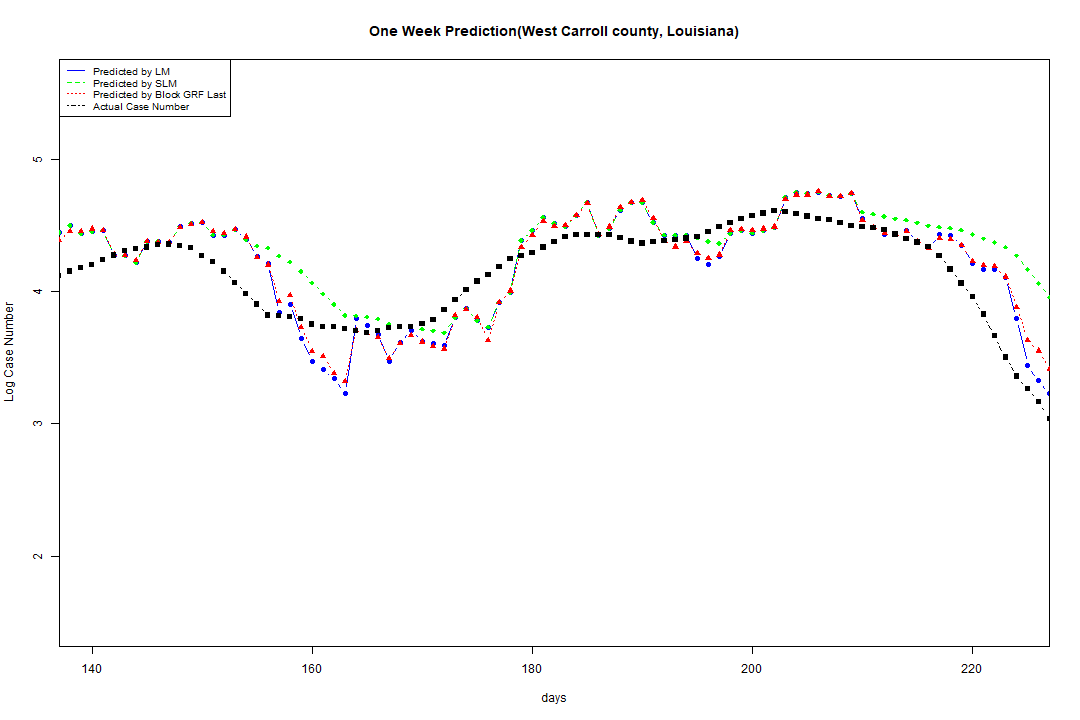 One Week Prediction(West Carroll county, Louisiana)
Predicted by LM
Predicted by SLM
Predicted by Block GRF Last
Actual Case Number
5
4
3
2
Log Case Number
140 160 180 200 220
days